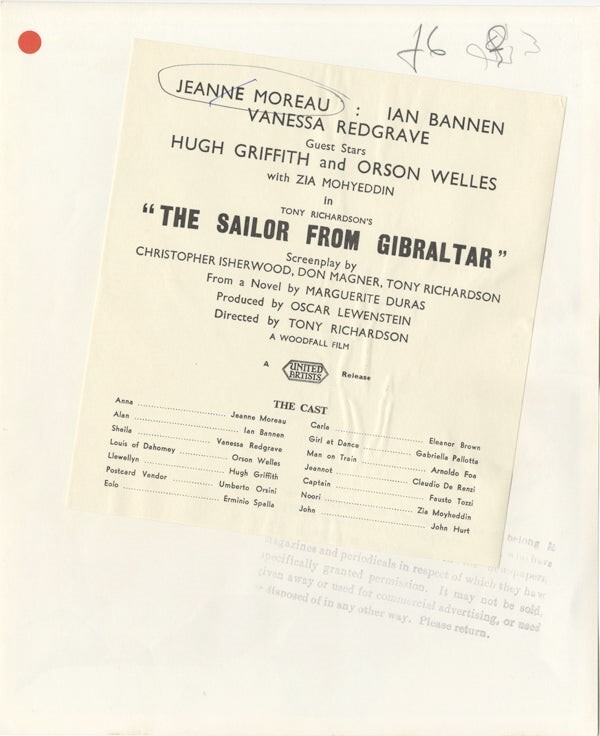 JEANNE MOREAU : IAN BANNEN
VANESSA REDGRAVE
Guest Stars
HUGH GRIFFITH and ORSON WELLES
with ZIA MOHYEDDIN
in
TONY RICHARDSON'S
"THE SAILOR FROM GIBRALTAR"
Screenplay by
CHRISTOPHER ISHERWOOD, DON MAGNER, TONY RICHARDSON
From a Novel by MARGUERITE DURAS
Produced by OSCAR LEWENSTEIN
Directed by TONY RICHARDSON
A WOODFALL FILM
A UNITED ARTISTS Release
THE CAST
Anna ........ Jeanne Moreau
Alan ........ Ian Bannen
Sheila ........ Vanessa Redgrave
Louis of Dahomey ........ Orson Welles
Llewellyn ........ Hugh Griffith
Postcard Vendor ........ Umberto Orsini
Eolo ........ Erminio Spalla
Carla ........ Eleanor Brown
Girl at Dance ........ Gabriella Pallotta
Man on Train ........ Arnoldo Foa
Jeannot ........ Claudio De Renzi
Captain ........ Fausto Tozzi
Noori ........ Zia Moyheddin
John ........ John Hurt
belong to
newspapers,
magazines and periodicals in respect of which they have
specifically granted permission. It may not be sold,
given away or used for commercial advertising, or used
disposed of in any other way. Please return.